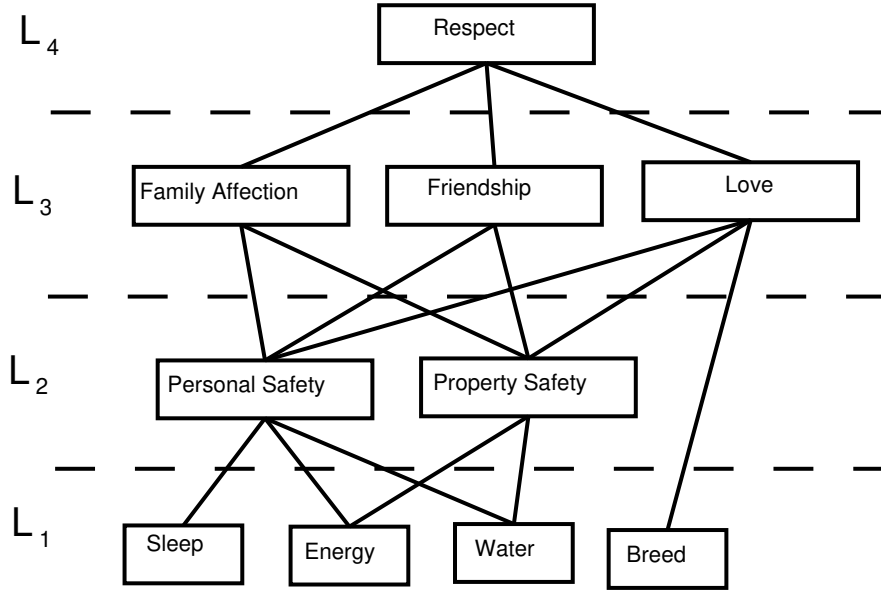 L4
Respect
L3
Family Affection
Friendship
Love
L2
Personal Safety
Property Safety
L1
Sleep
Energy
Water
Breed